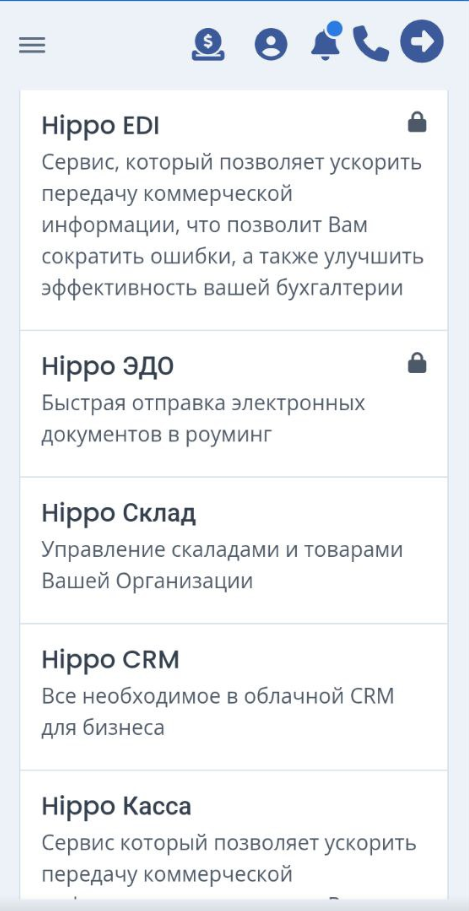 Hippo EDI
Сервис, который позволяет ускорить
передачу коммерческой
информации, что позволит Вам
сократить ошибки, а также улучшить
эффективность вашей бухгалтерии
Hippo ЭДО
Быстрая отправка электронных
документов в роуминг
Hippo Склад
Управление скаладами и товарами
Вашей Организации
Hippo CRM
Все необходимое в облачной CRM
для бизнеса
Hippo Касса
Сервис который позволяет ускорить
передачу коммерческой